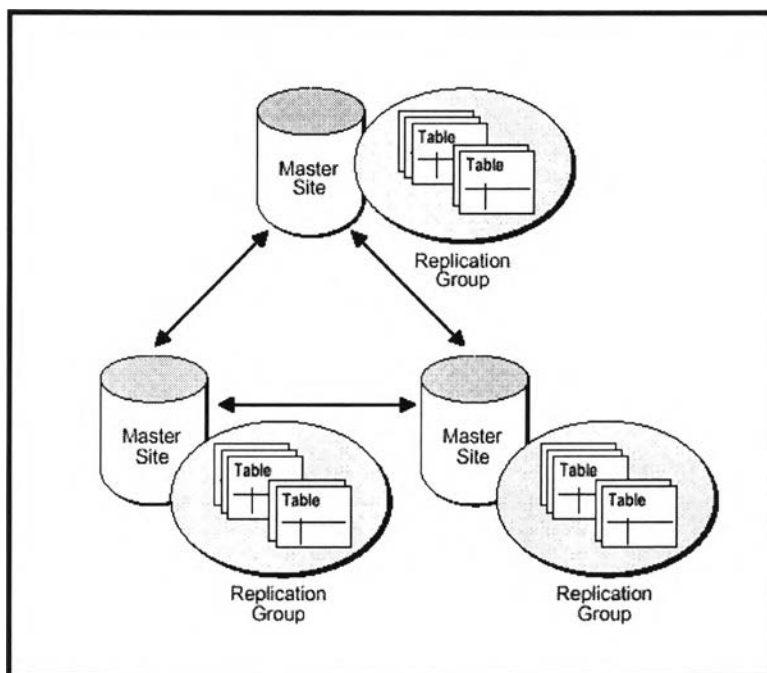 Master
Site
Table
Table
Replication
Group
Master
Site
Table
Table
Replication
Group
Master
Site
Table
Table
Replication
Group